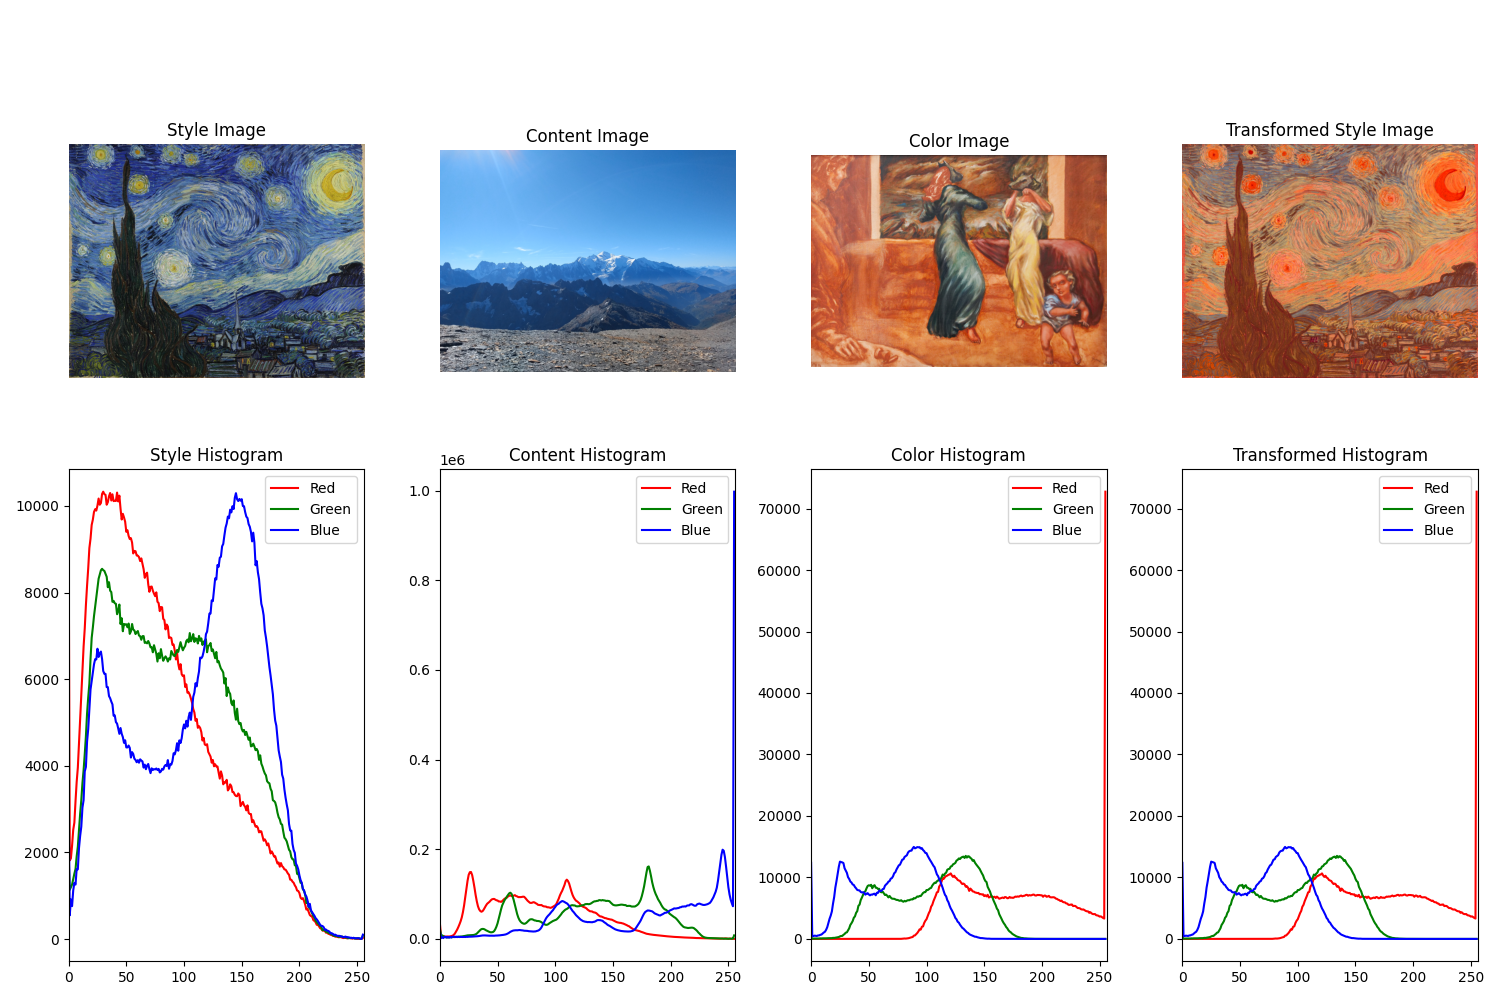 Style Image
Content Image
Color Image
Transformed Style Image
Style Histogram
Red
Green
Blue
10000
8000
6000
4000
2000
0
0 50 100 150 200 250
Content Histogram
1e6
Red
Green
Blue
1.0
0.8
0.6
0.4
0.2
0.0
0 50 100 150 200 250
Color Histogram
Red
Green
Blue
70000
60000
50000
40000
30000
20000
10000
0
0 50 100 150 200 250
Transformed Histogram
Red
Green
Blue
70000
60000
50000
40000
30000
20000
10000
0
0 50 100 150 200 250